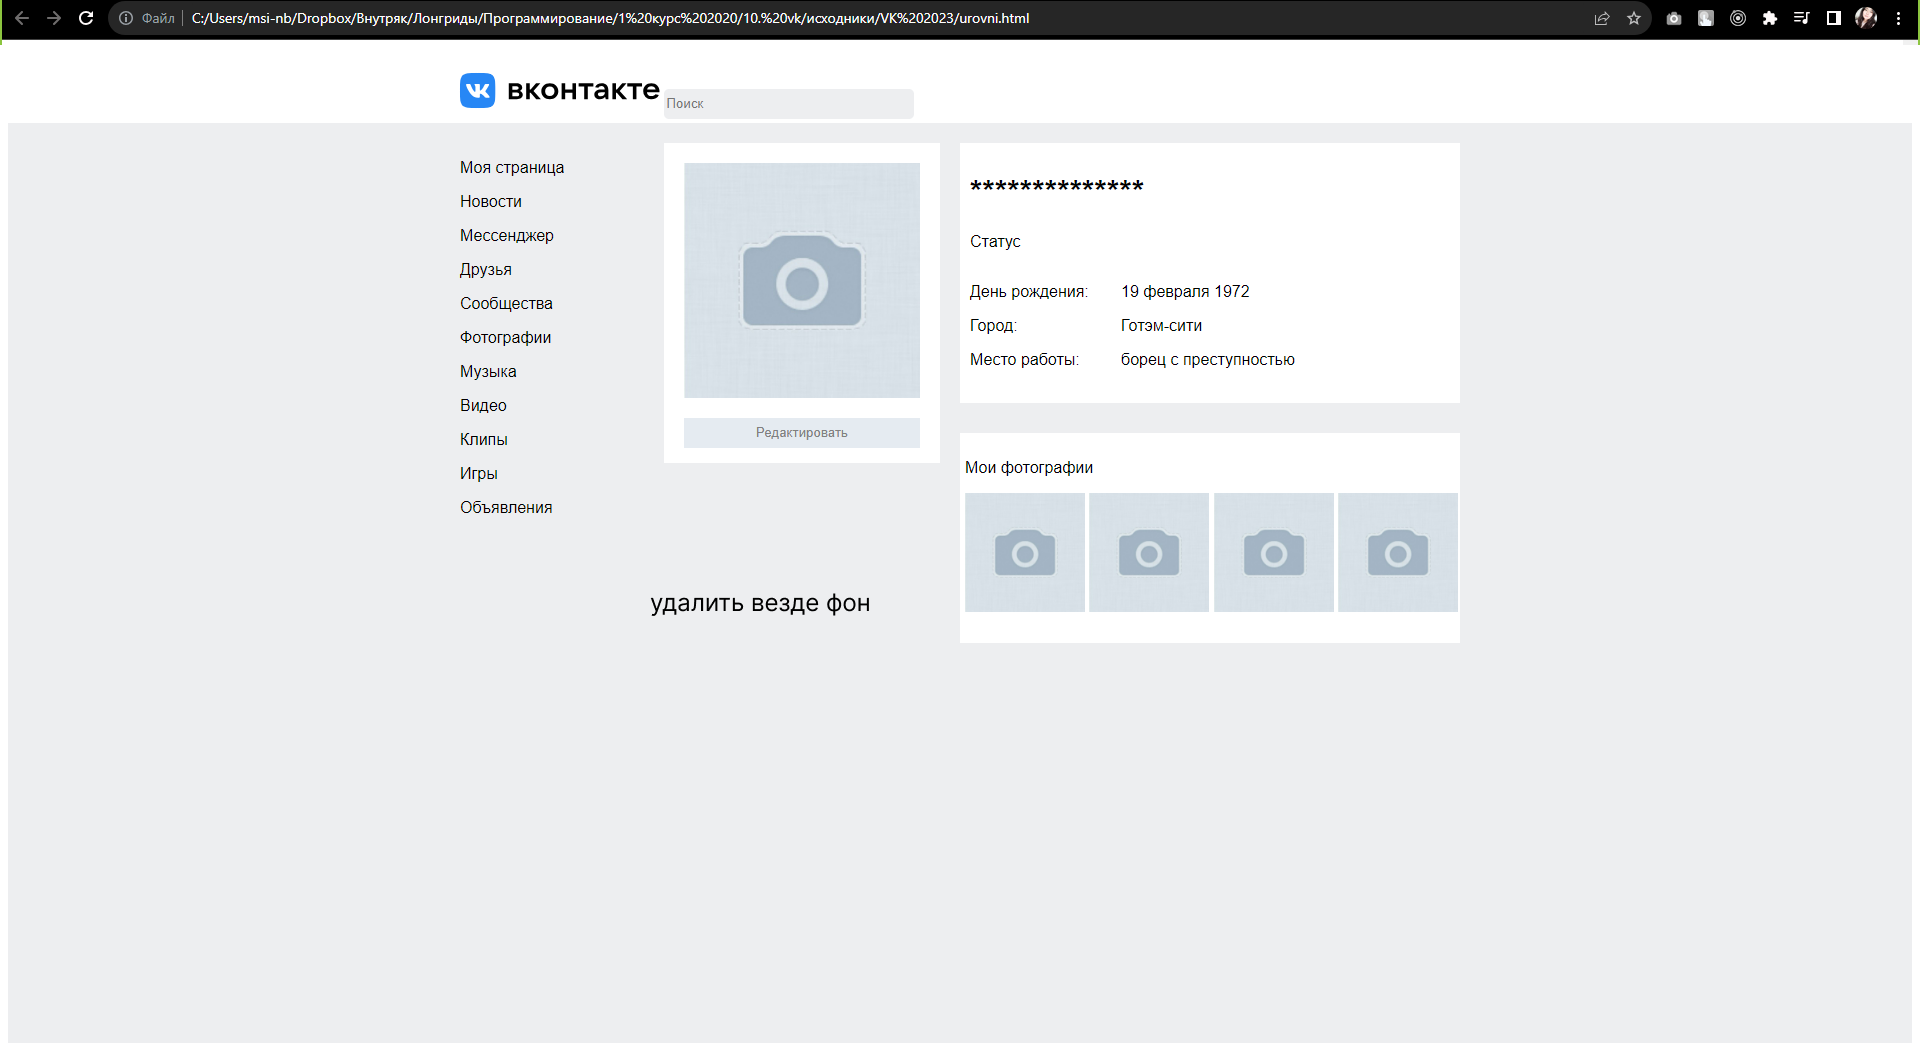 Файл
C:/Users/msi-nb/Dropbox/Внутряк/Лонгриды/Программирование/1%20курс%202020/10.%20vk/исходники/VK%202023/urovni.html
вконтакте
Поиск
Моя страница
Новости
Мессенджер
Друзья
Сообщества
Фотографии
Музыка
Видео
Клипы
Игры
Объявления
Редактировать
**************
Статус
День рождения: 19 февраля 1972
Город: Готэм-сити
Место работы: борец с преступностью
Мои фотографии
удалить везде фон